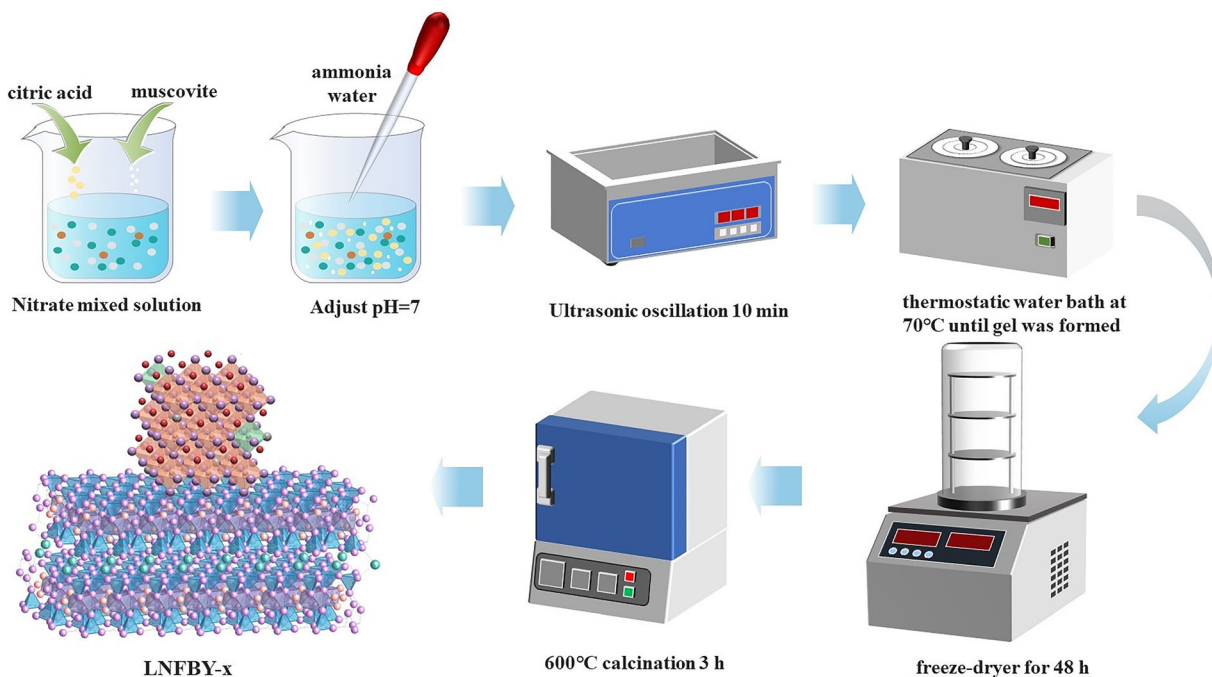 citric acid
muscovite
Nitrate mixed solution
ammonia
water
Adjust pH=7
Ultrasonic oscillation 10 min
thermostatic water bath at
70°C until gel was formed
freeze-dryer for 48 h
600°C calcination 3 h
LNFBY-x